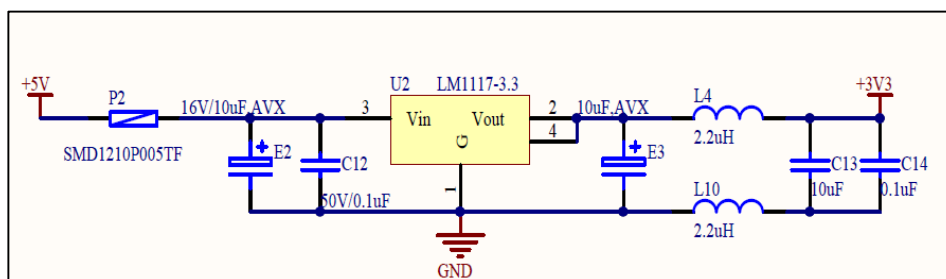 +5V
P2
SMD1210P005TF
16V/10uF,AVX
E2
C12
50V/0.1uF
U2
LM1117-3.3
3
Vin
Vout
G
2
4
1
GND
10uF,AVX
E3
L4
2.2uH
L10
2.2uH
+3V3
C13
10uF
C14
0.1uF